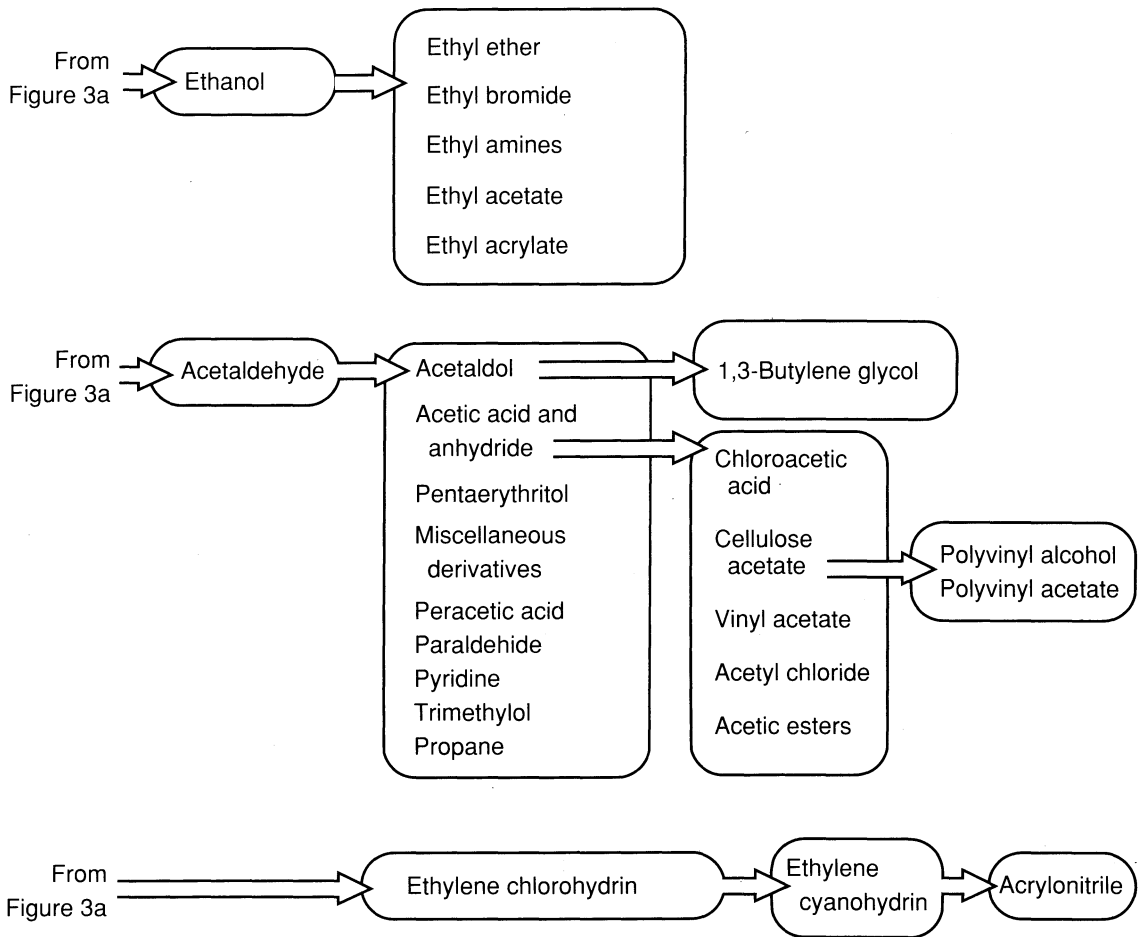 From
Figure 3a
Ethanol
Ethyl ether
Ethyl bromide
Ethyl amines
Ethyl acetate
Ethyl acrylate
From
Figure 3a
Acetaldehyde
Acetaldol
Acetic acid and
anhydride
Pentaerythritol
Miscellaneous
derivatives
Peracetic acid
Paraldehide
Pyridine
Trimethylol
Propane
1,3-Butylene glycol
Chloroacetic
acid
Cellulose
acetate
Vinyl acetate
Acetyl chloride
Acetic esters
Polyvinyl alcohol
Polyvinyl acetate
From
Figure 3a
Ethylene chlorohydrin
Ethylene
cyanohydrin
Acrylonitrile